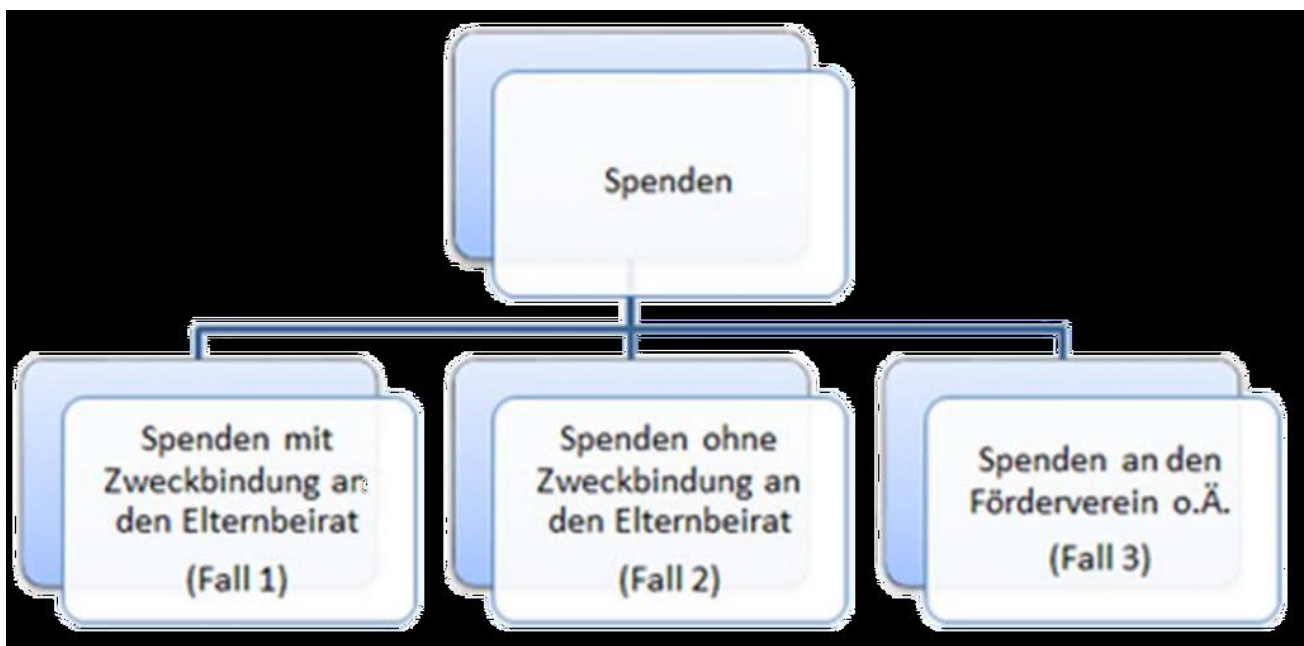 Spenden
Spenden mit
Zweckbindung an
den Elternbeirat
(Fall 1)
Spenden ohne
Zweckbindung an
den Elternbeirat
(Fall 2)
Spenden an den
Förderverein o.Ä.
(Fall 3)